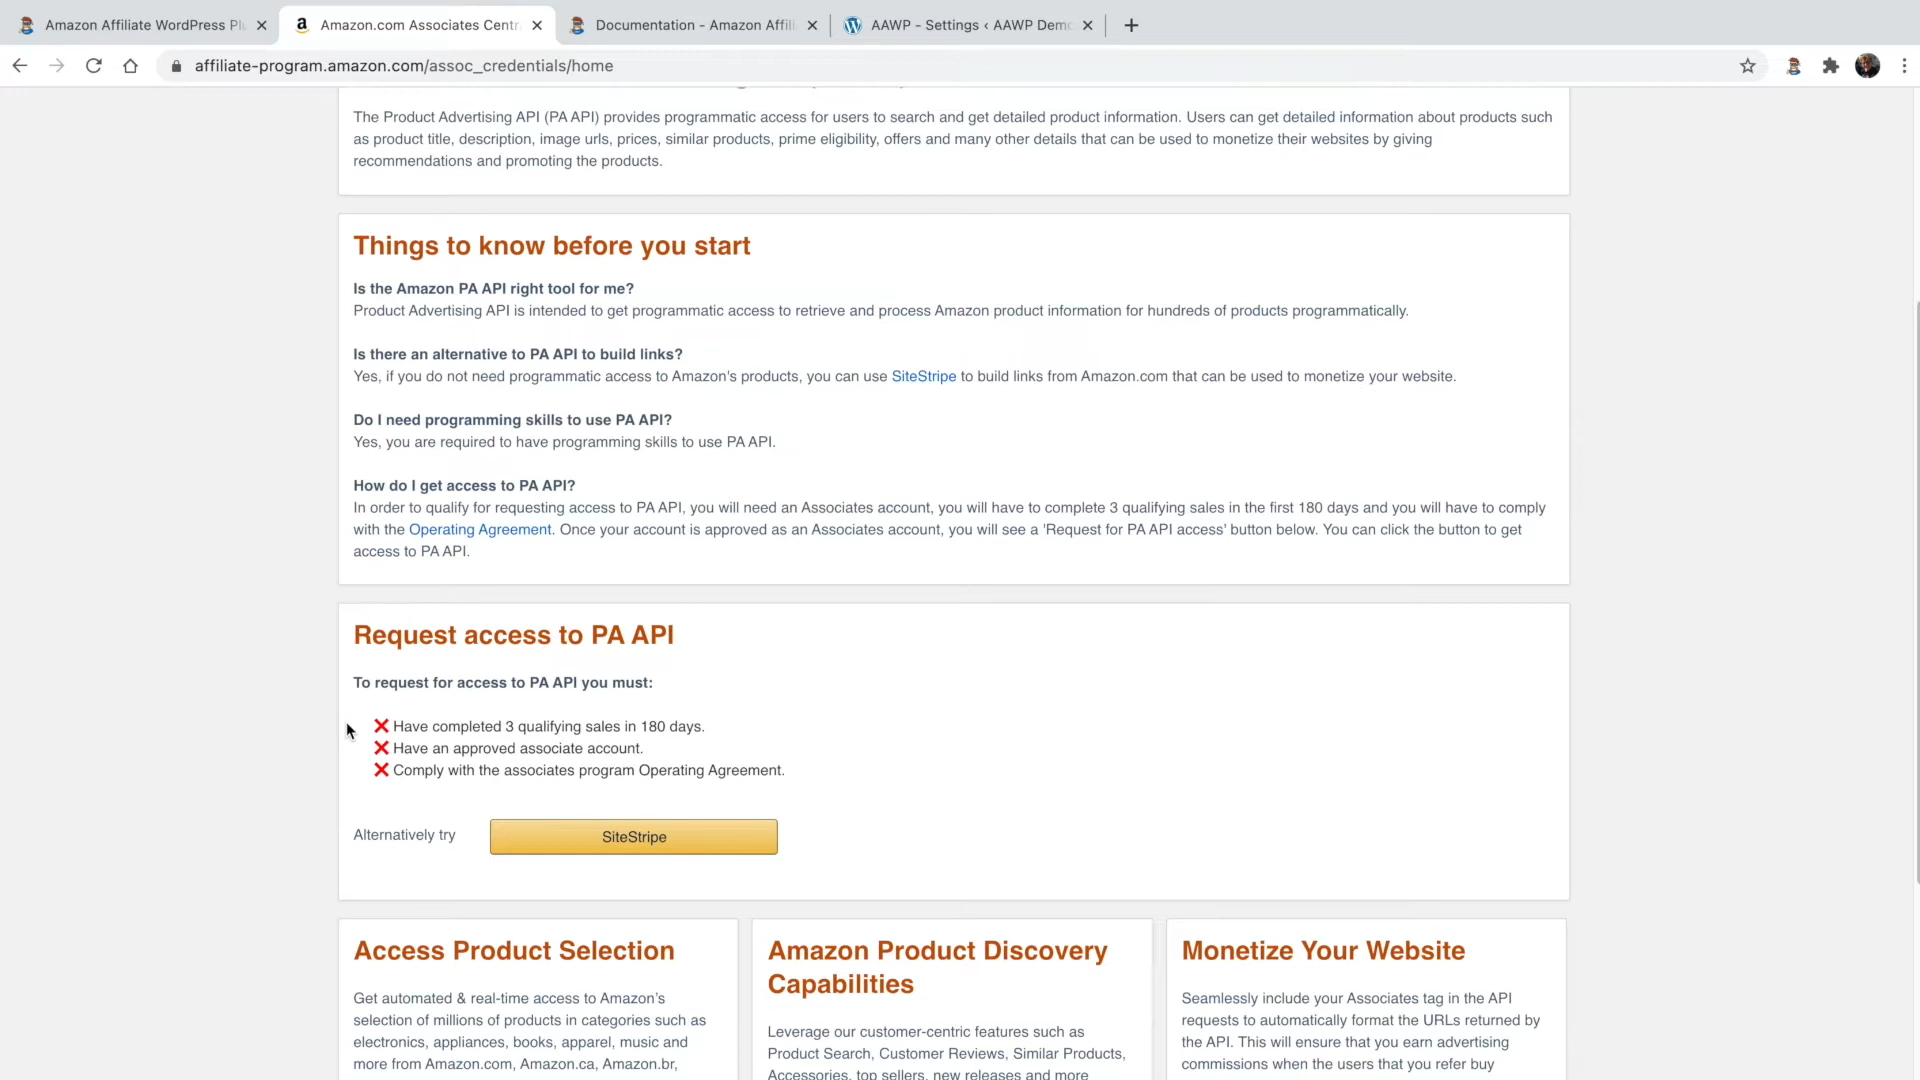 Amazon Affiliate WordPress Plu
Amazon.com Associates Centr
Documentation - Amazon Affili
AAWP - Settings ‹ AAWP Demo
affiliate-program.amazon.com/assoc_credentials/home
The Product Advertising API (PA API) provides programmatic access for users to search and get detailed product information. Users can get detailed information about products such
as product title, description, image urls, prices, similar products, prime eligibility, offers and many other details that can be used to monetize their websites by giving
recommendations and promoting the products.
Things to know before you start
Is the Amazon PA API right tool for me?
Product Advertising API is intended to get programmatic access to retrieve and process Amazon product information for hundreds of products programmatically.
Is there an alternative to PA API to build links?
Yes, if you do not need programmatic access to Amazon's products, you can use SiteStripe to build links from Amazon.com that can be used to monetize your website.
Do I need programming skills to use PA API?
Yes, you are required to have programming skills to use PA API.
How do I get access to PA API?
In order to qualify for requesting access to PA API, you will need an Associates account, you will have to complete 3 qualifying sales in the first 180 days and you will have to comply
with the Operating Agreement. Once your account is approved as an Associates account, you will see a 'Request for PA API access' button below. You can click the button to get
access to PA API.
Request access to PA API
To request for access to PA API you must:
Have completed 3 qualifying sales in 180 days.
Have an approved associate account.
Comply with the associates program Operating Agreement.
Alternatively try
SiteStripe
Access Product Selection
Get automated & real-time access to Amazon's
selection of millions of products in categories such as
electronics, appliances, books, apparel, music and
more from Amazon.com, Amazon.ca, Amazon.br,
Amazon Product Discovery
Capabilities
Leverage our customer-centric features such as
Product Search, Customer Reviews, Similar Products,
Accessories, top sellers, new releases and more
Monetize Your Website
Seamlessly include your Associates tag in the API
requests to automatically format the URLs returned by
the API. This will ensure that you earn advertising
commissions when the users that you refer buy